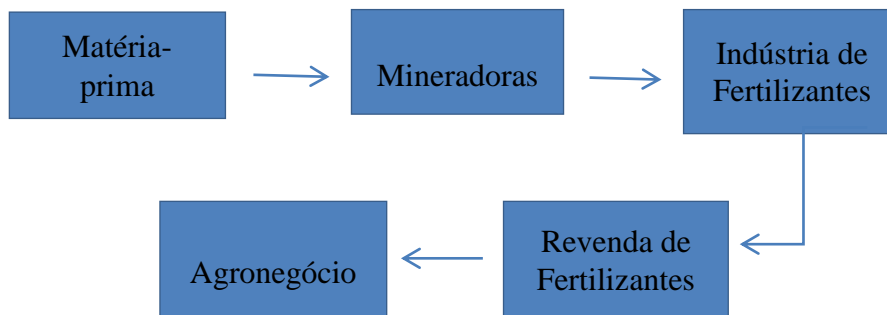 Matéria-
prima
Mineradoras
Indústria de
Fertilizantes
Revenda de
Fertilizantes
Agronegócio